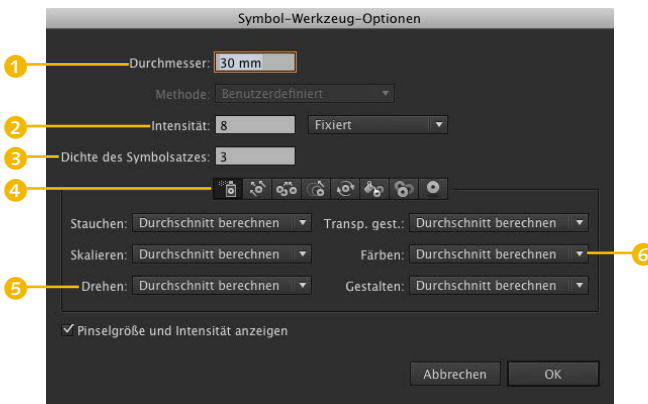 Symbol-Werkzeug-Optionen
1 Durchmesser: 30 mm
Methode: Benutzerdefiniert
2 Intensität: 8 Fixiert
3 Dichte des Symbolsatzes: 3
4
Stauchen: Durchschnitt berechnen Transp. gest.: Durchschnitt berechnen
Skalieren: Durchschnitt berechnen Färben: Durchschnitt berechnen 6
5 Drehen: Durchschnitt berechnen Gestalten: Durchschnitt berechnen
Pinselgröße und Intensität anzeigen
Abbrechen OK